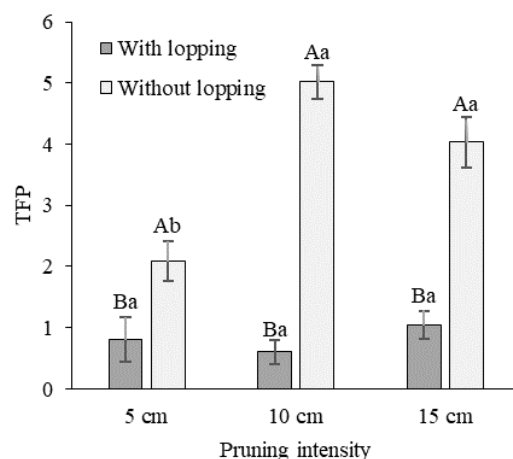 6
With lopping
Without lopping
5
4
3
2
1
0
TFP
Ba
Ab
Ba
Aa
Ba
Aa
5 cm
10 cm
15 cm
Pruning intensity